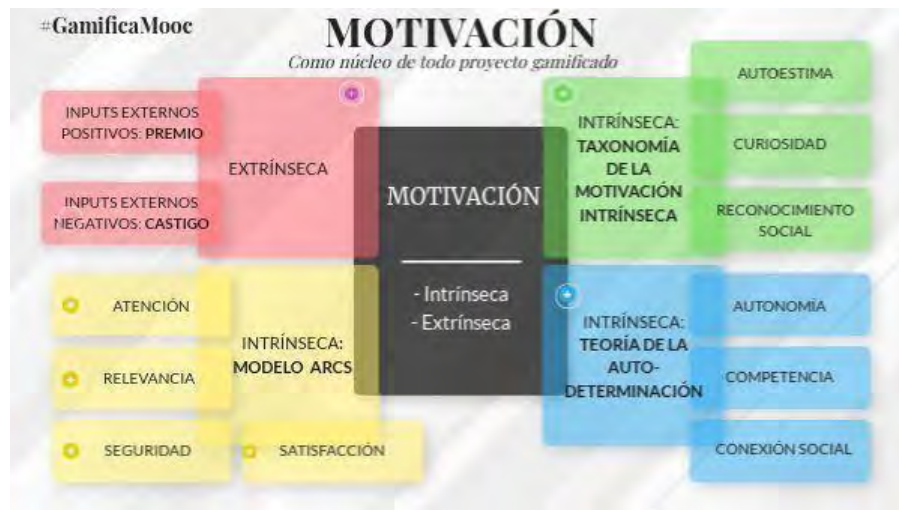 #GamificaMooc
MOTIVACIÓN
Como núcleo de todo proyecto gamificado
INPUTS EXTERNOS
POSITIVOS: PREMIO
INPUTS EXTERNOS
NEGATIVOS: CASTIGO
EXTRÍNSECA
ATENCIÓN
RELEVANCIA
SEGURIDAD
SATISFACCIÓN
INTRÍNSECA:
MODELO ARCS
MOTIVACIÓN
- Intrínseca
- Extrínseca
INTRÍNSECA:
TAXONOMÍA
DE LA
MOTIVACIÓN
INTRÍNSECA
AUTOESTIMA
CURIOSIDAD
RECONOCIMIENTO
SOCIAL
INTRÍNSECA:
TEORÍA DE LA
AUTO-
DETERMINACIÓN
AUTONOMÍA
COMPETENCIA
CONEXIÓN SOCIAL